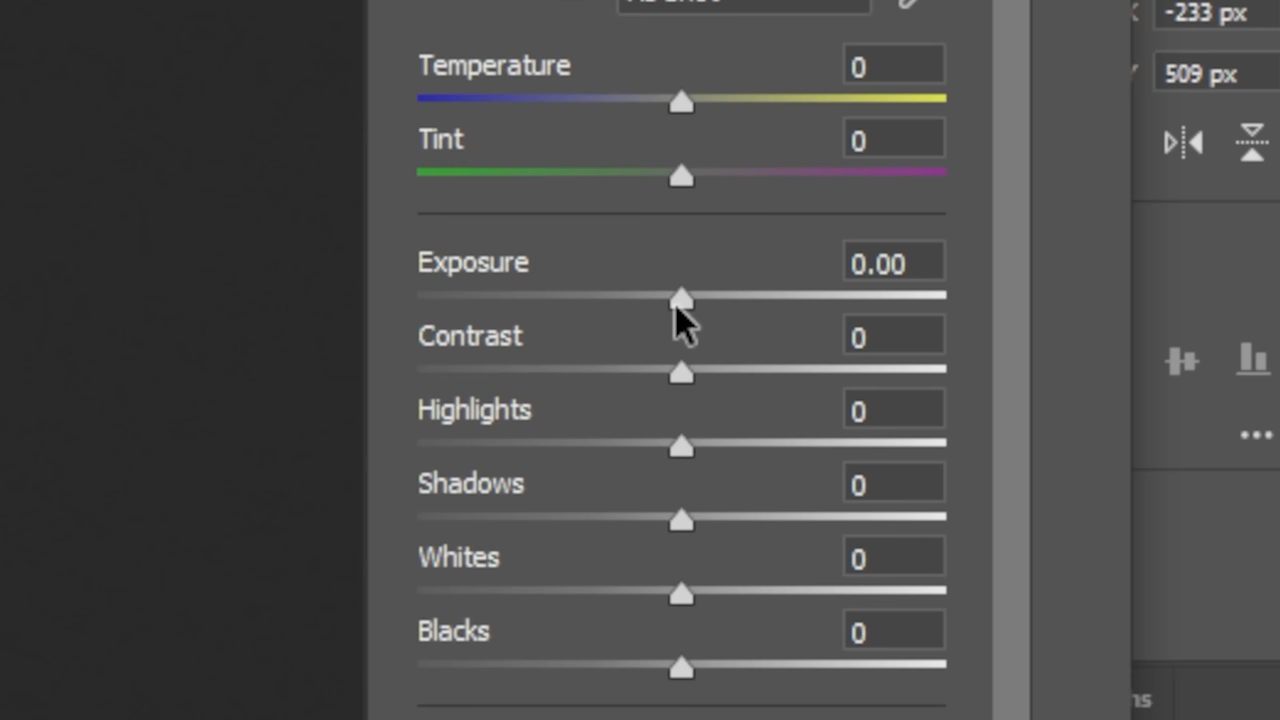 -233 px
Temperature 0
509 px
Tint 0
Exposure 0.00
Contrast 0
Highlights 0
Shadows 0
Whites 0
Blacks 0